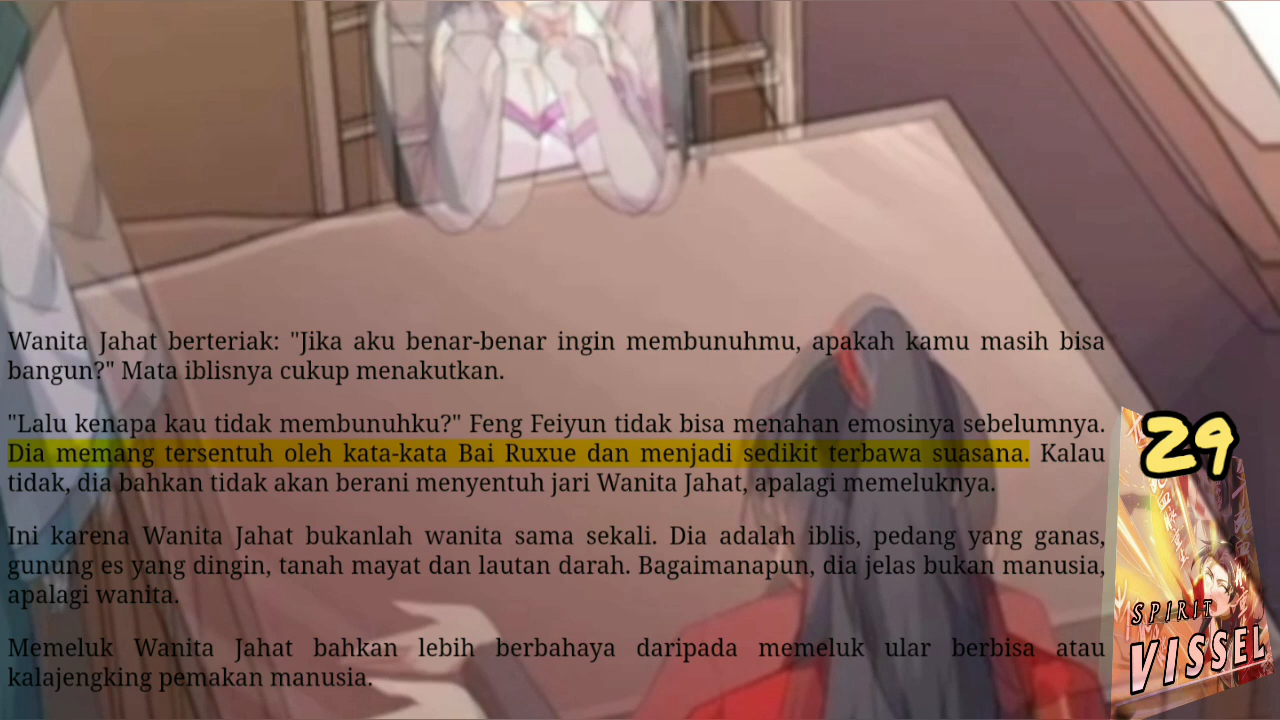 Wanita Jahat berteriak: "Jika aku benar-benar ingin membunuhmu, apakah kamu masih bisa
bangun?" Mata iblisnya cukup menakutkan.
"Lalu kenapa kau tidak membunuhku?" Feng Feiyun tidak bisa menahan emosinya sebelumnya.
Dia memang tersentuh oleh kata-kata Bai Ruxue dan menjadi sedikit terbawa suasana. Kalau
tidak, dia bahkan tidak akan berani menyentuh jari Wanita Jahat, apalagi memeluknya.
Ini karena Wanita Jahat bukanlah wanita sama sekali. Dia adalah iblis, pedang yang ganas,
gunung es yang dingin, tanah mayat dan lautan darah. Bagaimanapun, dia jelas bukan manusia,
apalagi wanita.
Memeluk Wanita Jahat bahkan lebih berbahaya daripada memeluk ular berbisa atau
kalajengking pemakan manusia.
29
SPIRIT
VISSEL